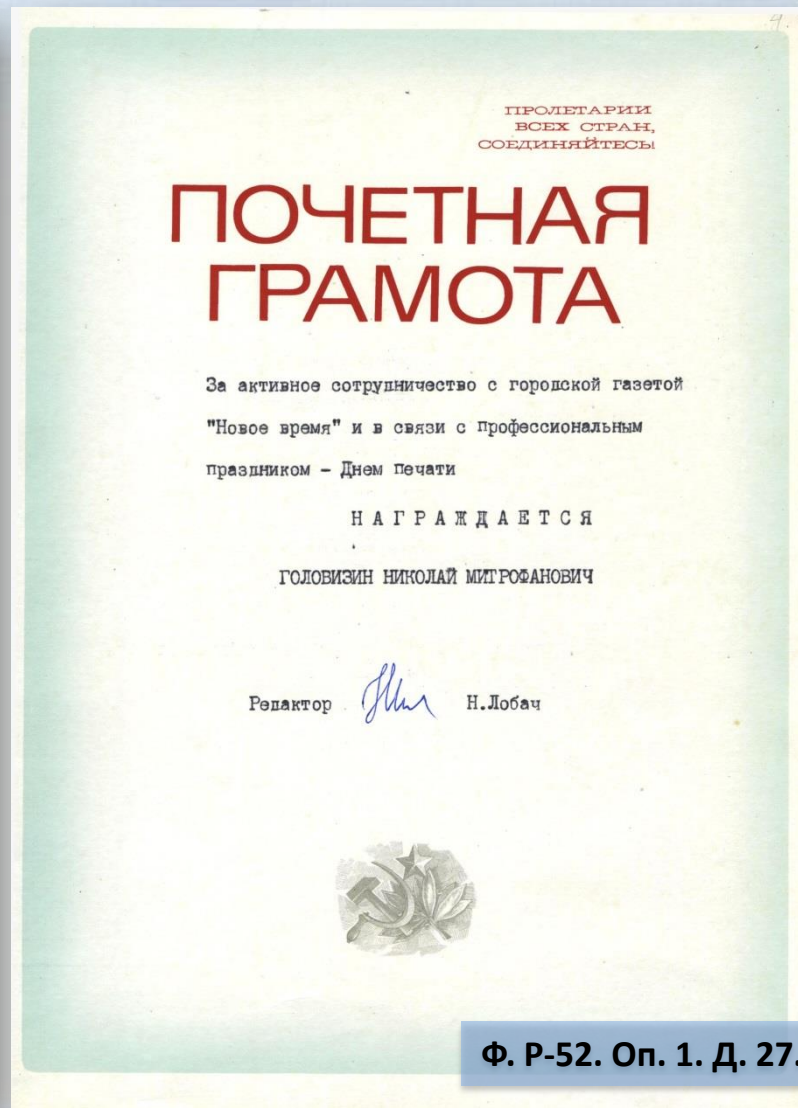 4.
ПРОЛЕТАРИИ
ВСЕХ СТРАН,
СОЕДИНЯЙТЕСЬ!
ПОЧЕТНАЯ
ГРАМОТА
За активное сотрудничество с городской газетой
"Новое время" и в связи с профессиональным
праздником – Днем печати
Н А Г Р А Ж Д А Е Т С Я
ГОЛОВИЗИН НИКОЛАЙ МИТРОФАНОВИЧ
Редактор Н.Лобач
Ф. Р-52. Оп. 1. Д. 27.